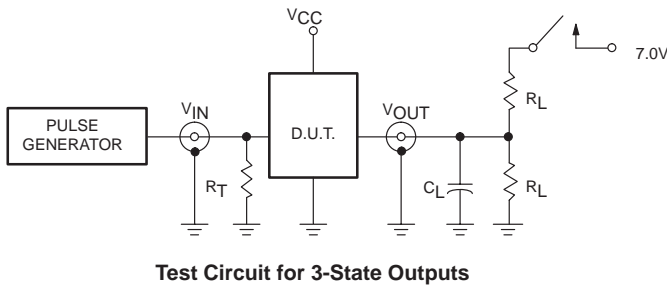 VCC
7.0V
RL
PULSE
GENERATOR
VIN
D.U.T.
VOUT
RT
CL
RL
Test Circuit for 3-State Outputs